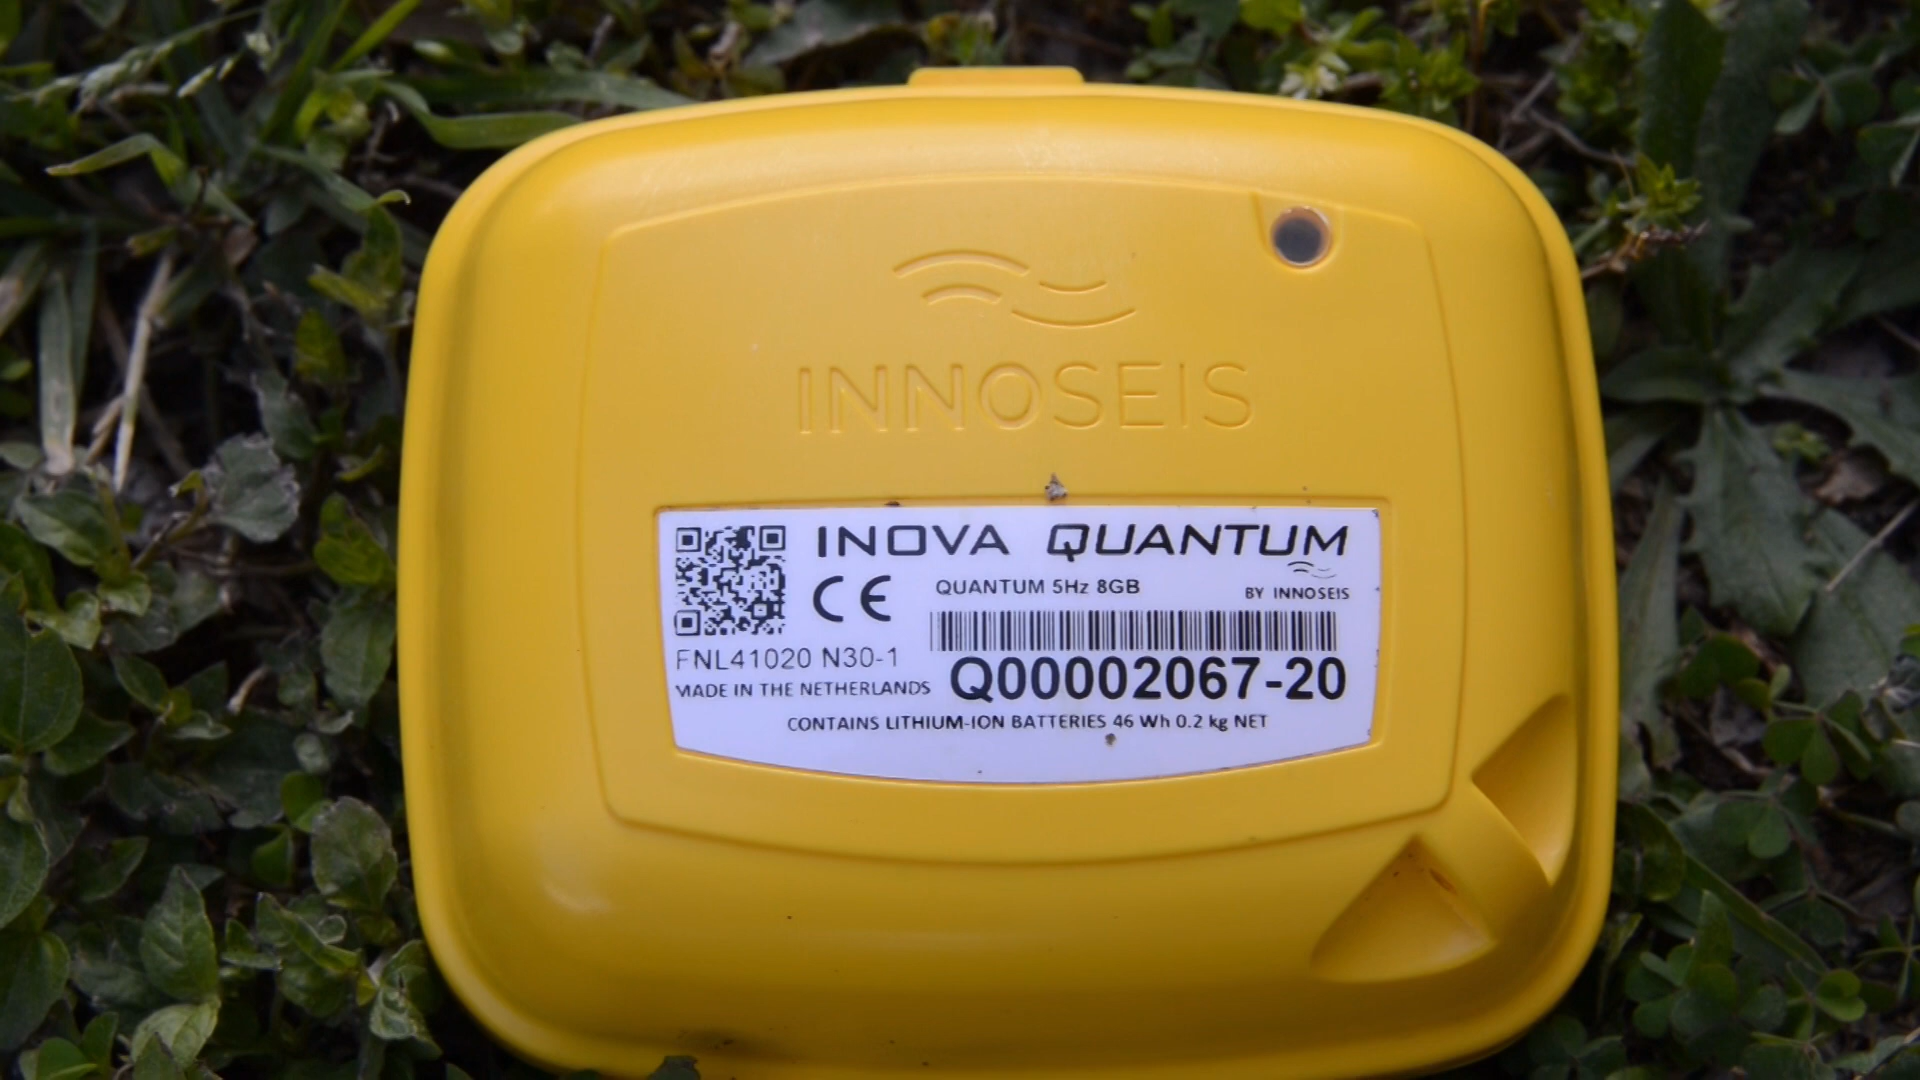 INNOSEIS
INOVA QUANTUM
CE QUANTUM 5Hz 8GB BY INNOSEIS
FNL41020 N30-1
Q00002067-20
MADE IN THE NETHERLANDS
CONTAINS LITHIUM-ION BATTERIES 46 Wh 0.2 kg NET